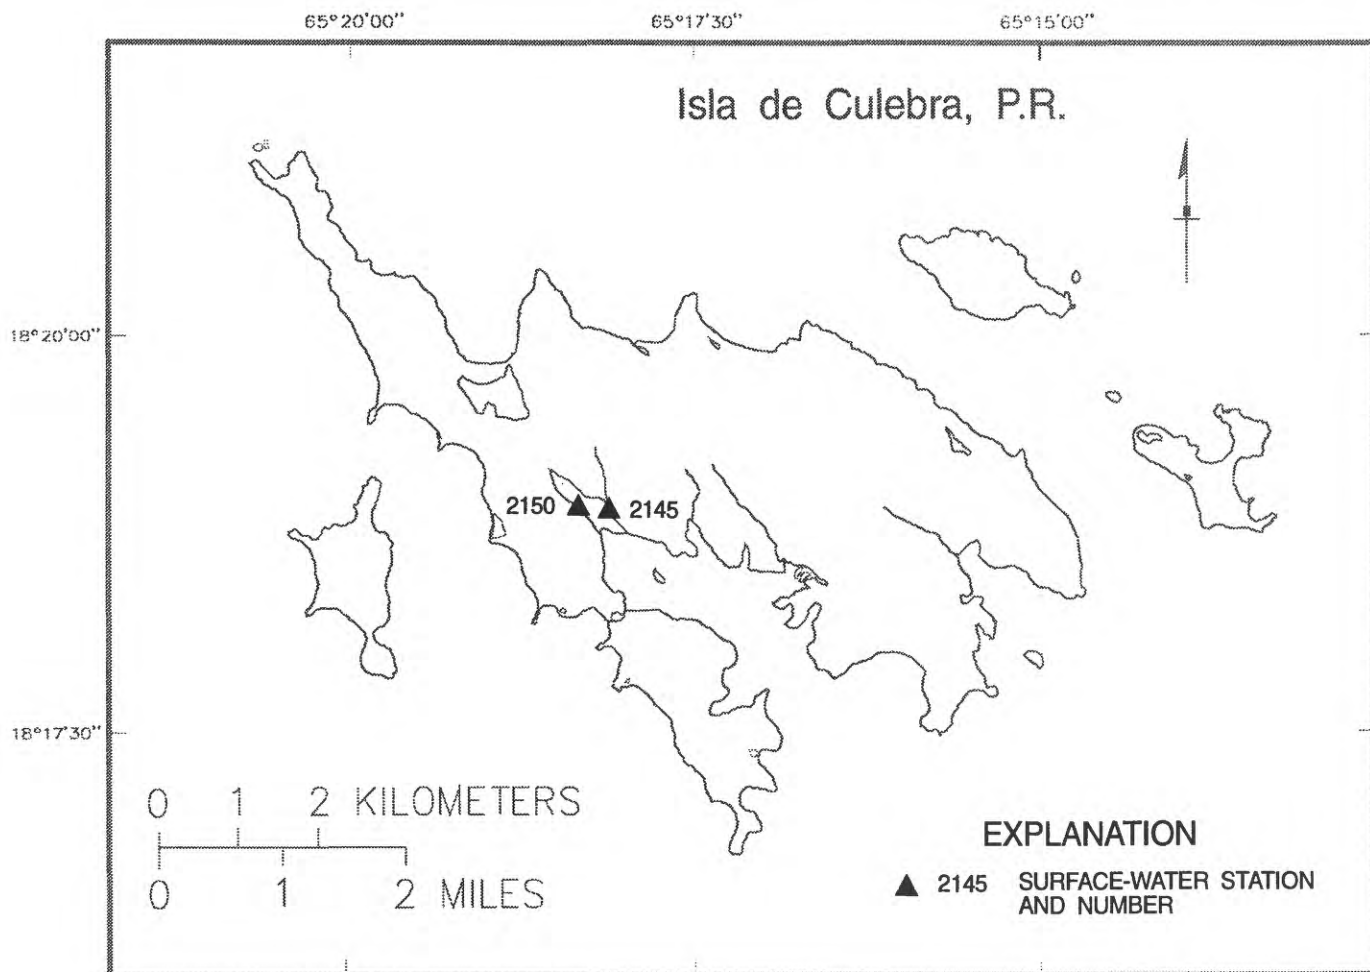 65°20'00" 65°17'30" 65°15'00"
Isla de Culebra, P.R.
18°20'00"
2150 2145
18°17'30"
0 1 2 KILOMETERS
0 1 2 MILES
EXPLANATION
2145 SURFACE-WATER STATION
AND NUMBER